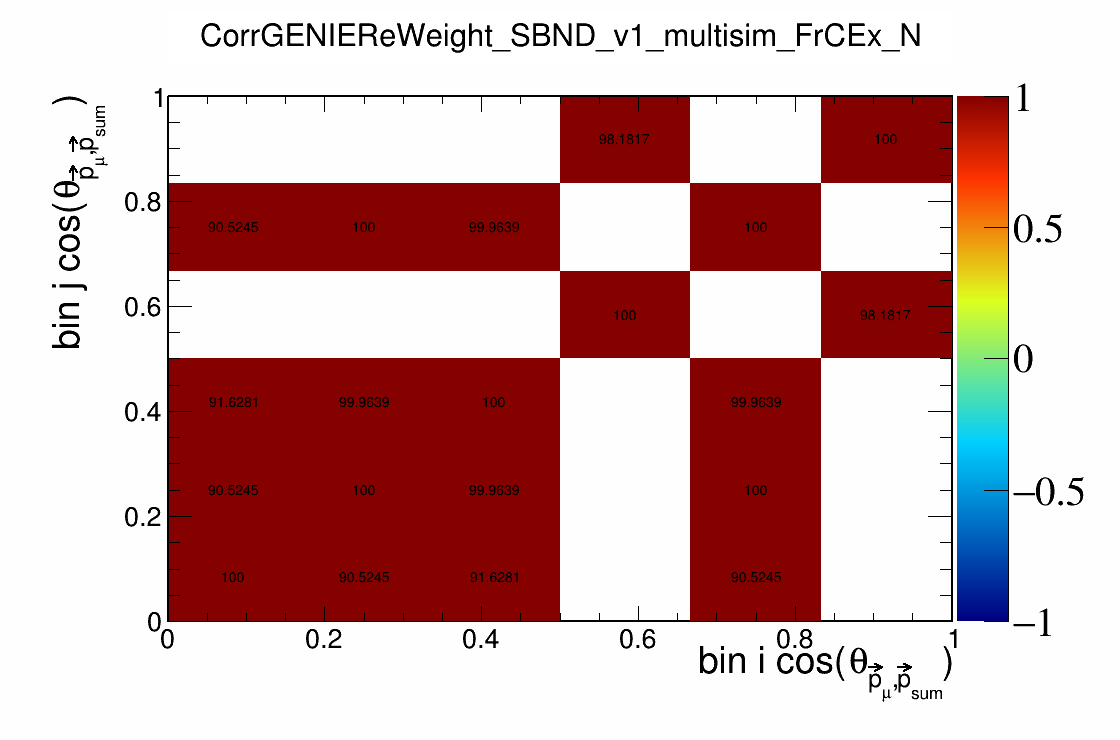 CorrGENIEReWeight_SBND_v1_multisim_FrCEx_N
bin j cos(θ p⃗μ,p⃗sum)
1
0.8
0.6
0.4
0.2
0
98.1817 100
90.5245 100 99.9639 100
100 98.1817
91.6281 99.9639 100 99.9639
90.5245 100 99.9639 100
100 90.5245 91.6281 90.5245
0 0.2 0.4 0.6 0.8 1
bin i cos(θ p⃗μ,p⃗sum)
1
0.5
0
−0.5
−1